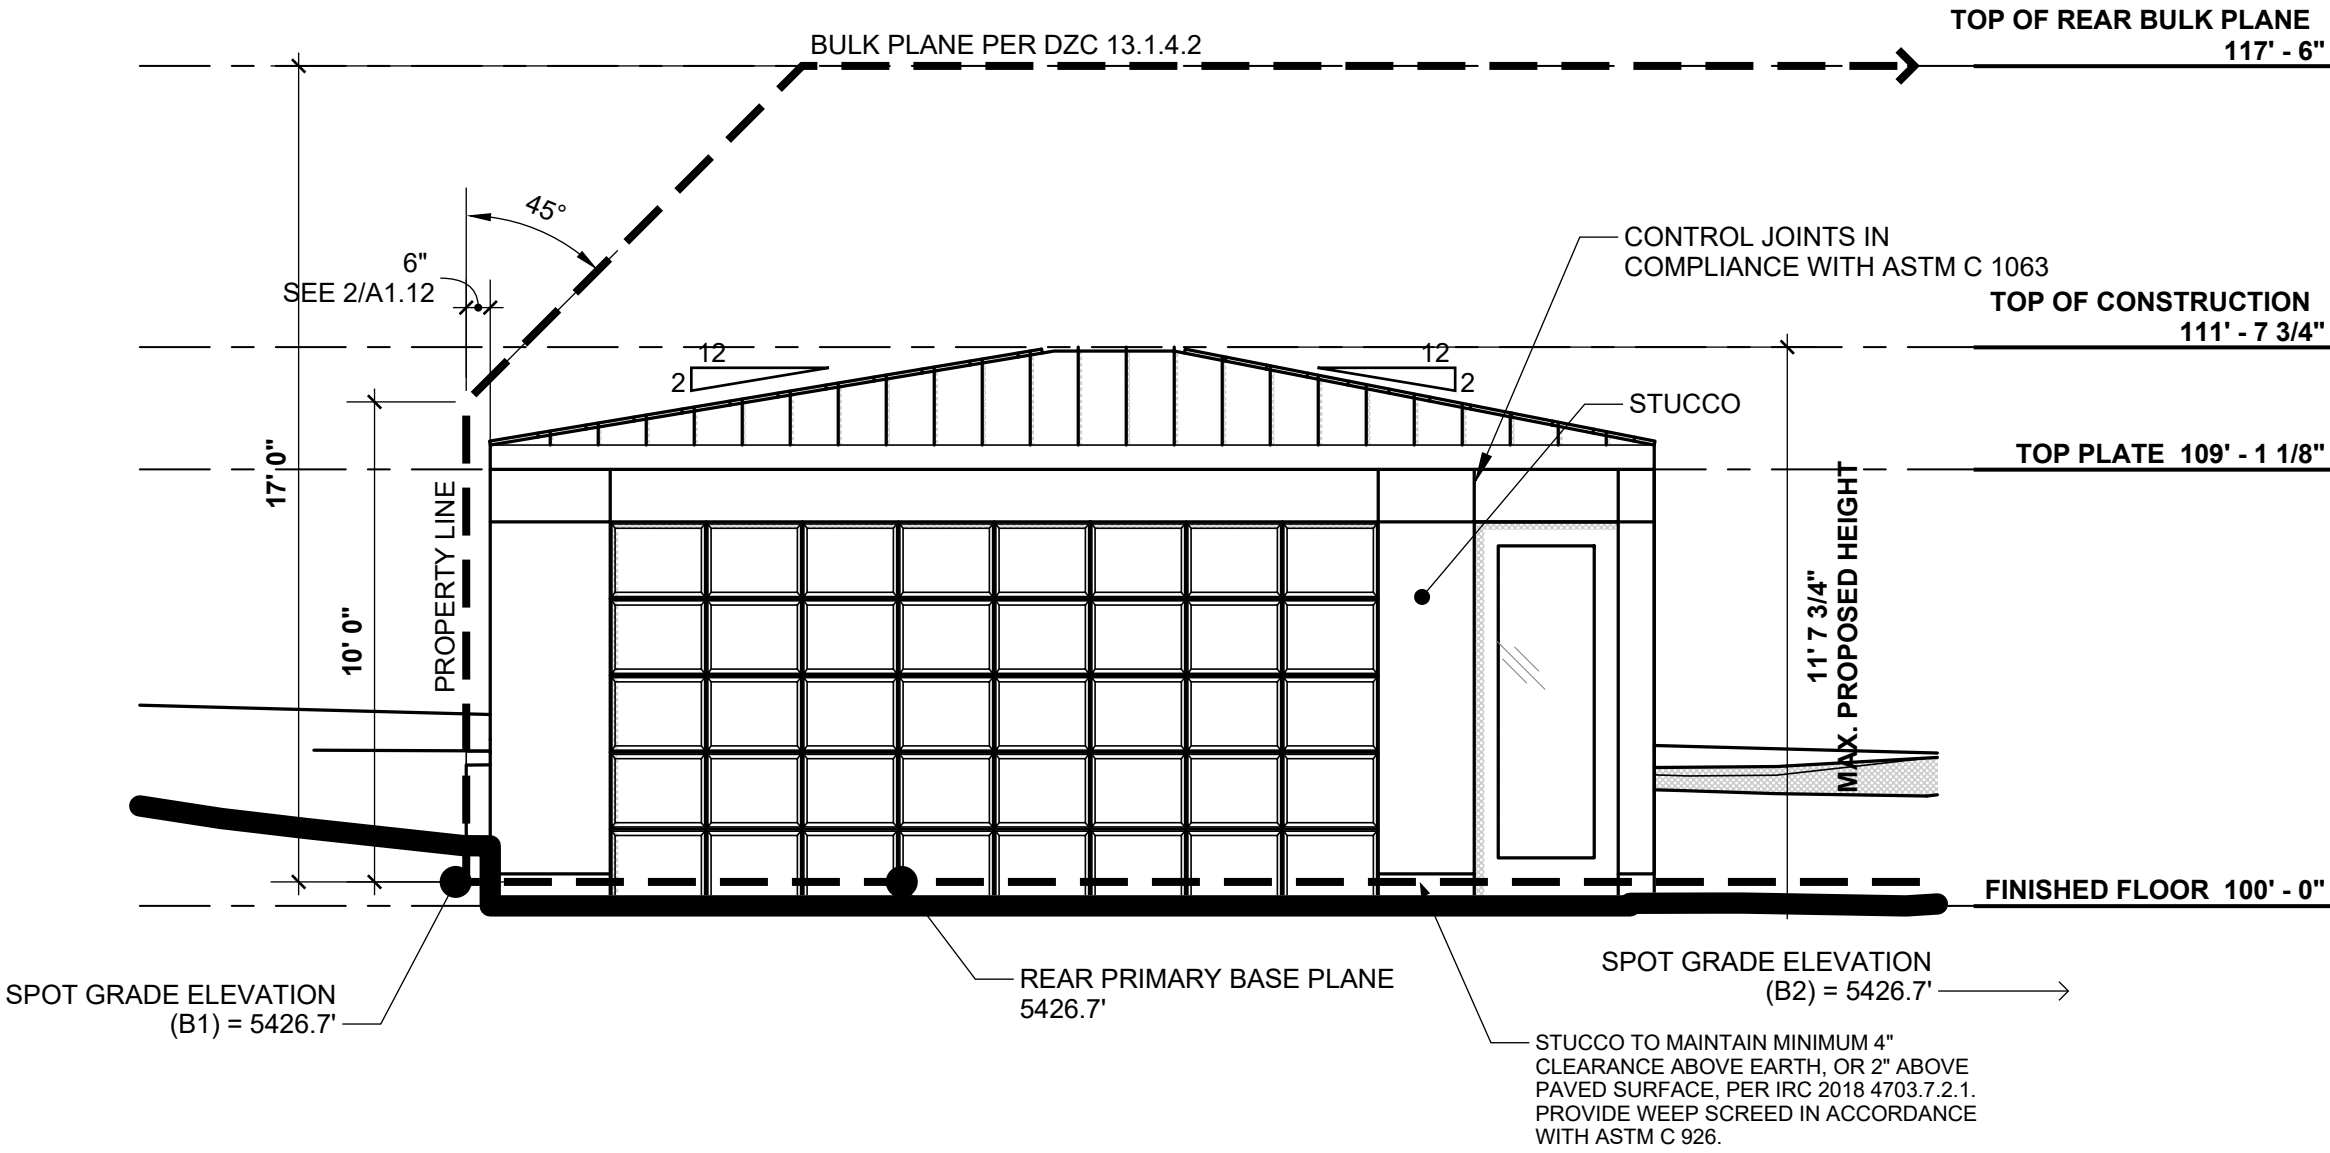 TOP OF REAR BULK PLANE
117' - 6"
BULK PLANE PER DZC 13.1.4.2
45°
6"
SEE 2/A1.12
CONTROL JOINTS IN
COMPLIANCE WITH ASTM C 1063
TOP OF CONSTRUCTION
111' - 7 3/4"
12
2
12
2
STUCCO
TOP PLATE 109' - 1 1/8"
17' 0"
10' 0"
PROPERTY LINE
11' 7 3/4"
MAX. PROPOSED HEIGHT
FINISHED FLOOR 100' - 0"
SPOT GRADE ELEVATION
(B1) = 5426.7'
REAR PRIMARY BASE PLANE
5426.7'
SPOT GRADE ELEVATION
(B2) = 5426.7'
STUCCO TO MAINTAIN MINIMUM 4"
CLEARANCE ABOVE EARTH, OR 2" ABOVE
PAVED SURFACE, PER IRC 2018 4703.7.2.1.
PROVIDE WEEP SCREED IN ACCORDANCE
WITH ASTM C 926.